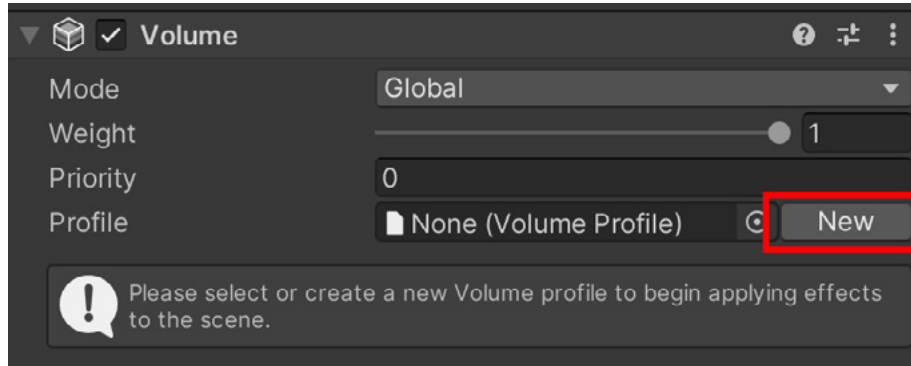 Volume
Mode Global
Weight 1
Priority 0
Profile None (Volume Profile) New
Please select or create a new Volume profile to begin applying effects
to the scene.